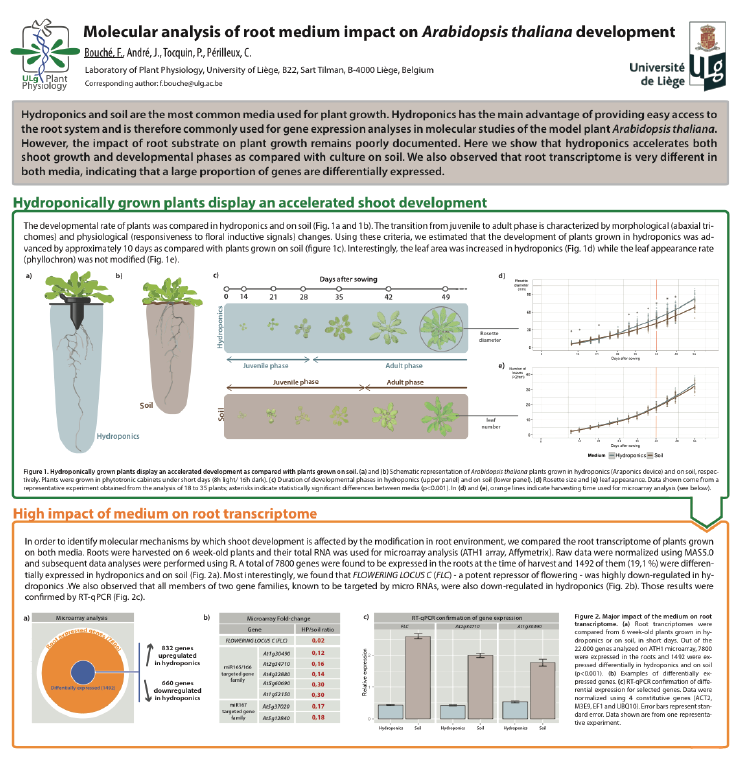 Molecular analysis of root medium impact on Arabidopsis thaliana development
Bouché, F., André, J., Tocquin, P., Périlleux, C.
Laboratory of Plant Physiology, University of Liège, B22, Sart Tilman, B-4000 Liège, Belgium
Corresponding author: f.bouche@ulg.ac.be
ULg Plant
Physiology
Université
de Liège
ULg
Hydroponics and soil are the most common media used for plant growth. Hydroponics has the main advantage of providing easy access to
the root system and is therefore commonly used for gene expression analyses in molecular studies of the model plant Arabidopsis thaliana.
However, the impact of root substrate on plant growth remains poorly documented. Here we show that hydroponics accelerates both
shoot growth and developmental phases as compared with culture on soil. We also observed that root transcriptome is very different in
both media, indicating that a large proportion of genes are differentially expressed.
Hydroponically grown plants display an accelerated shoot development
The developmental rate of plants was compared in hydroponics and on soil (Fig. 1a and 1b). The transition from juvenile to adult phase is characterized by morphological (abaxial tri-
chomes) and physiological (responsiveness to floral inductive signals) changes. Using these criteria, we estimated that the development of plants grown in hydroponics was ad-
vanced by approximately 10 days as compared with plants grown on soil (figure 1c). Interestingly, the leaf area was increased in hydroponics (Fig. 1d) while the leaf appearance rate
(phyllochron) was not modified (Fig. 1e).
a)
b)
Soil
Hydroponics
c)
Days after sowing
0 14 21 28 35 42 49
Hydroponics
Juvenile phase Adult phase
Juvenile phase Adult phase
Soil
Rosette
diameter
leaf
number
d)
Days after sowing
e)
Days after sowing
Medium Hydroponics Soil
Figure 1. Hydroponically grown plants display an accelerated development as compared with plants grown on soil. (a) and (b) Schematic representation of Arabidopsis thaliana plants grown in hydroponics (Araponics device) and on soil, respec-
tively. Plants were grown in phytotronic cabinets under short days (8h light/ 16h dark). (c) Duration of developmental phases in hydroponics (upper panel) and on soil (lower panel). (d) Rosette size and (e) leaf appearance. Data shown come from a
representative experiment obtained from the analysis of 18 to 35 plants; asterisks indicate statistically significant differences between media (p<0.001). In (d) and (e), orange lines indicate harvesting time used for microarray analysis (see below).
High impact of medium on root transcriptome
In order to identify molecular mechanisms by which shoot development is affected by the modification in root environment, we compared the root transcriptome of plants grown
on both media. Roots were harvested on 6 week-old plants and their total RNA was used for microarray analysis (ATH1 array, Affymetrix). Raw data were normalized using MAS5.0
and subsequent data analyses were performed using R. A total of 7800 genes were found to be expressed in the roots at the time of harvest and 1492 of them (19,1%) were differen-
tially expressed in hydroponics and on soil (Fig. 2a). Most interestingly, we found that FLOWERING LOCUS C (FLC) - a potent repressor of flowering - was highly down-regulated in hy-
droponics .We also observed that all members of two gene families, known to be targeted by micro RNAs, were also down-regulated in hydroponics (Fig. 2b). Those results were
confirmed by RT-qPCR (Fig. 2c).
a)
Microarray analysis
Differentially expressed (1492)
832 genes
upregulated
in hydroponics
660 genes
downregulated
in hydroponics
b)
Microarray Fold-change
Gene HP/soil ratio
FLOWERING LOCUS C (FLC) 0,02
miR165/166
targeted gene
family
At1g30490 0,12
At2g34710 0,16
At4g32880 0,14
At5g60690 0,30
At1g52150 0,30
miR167
targeted gene
family
At5g37020 0,17
0,18
c)
RT-qPCR confirmation of gene expression
FLC At2g34710
Relative expression
Hydroponics Soil Hydroponics Soil Hydroponics Soil
Figure 2. Major impact of the medium on root
transcriptome. (a) Root transcriptomes were
compared from 6 week-old plants grown in hy-
droponics or on soil, in short days. Out of the
22.000 genes analyzed on ATH1 microarray, 7800
were expressed in the roots and 1492 were ex-
pressed differentially in hydroponics and on soil
(p<0.001). (b) Examples of differentially ex-
pressed genes. (c) RT-qPCR confirmation of diffe-
rential expression for selected genes. Data were
normalized using 4 constitutive genes (ACT2,
M3E9, EF1 and UBQ10). Error bars represent stan-
dard error. Data shown are from one representa-
tive experiment.